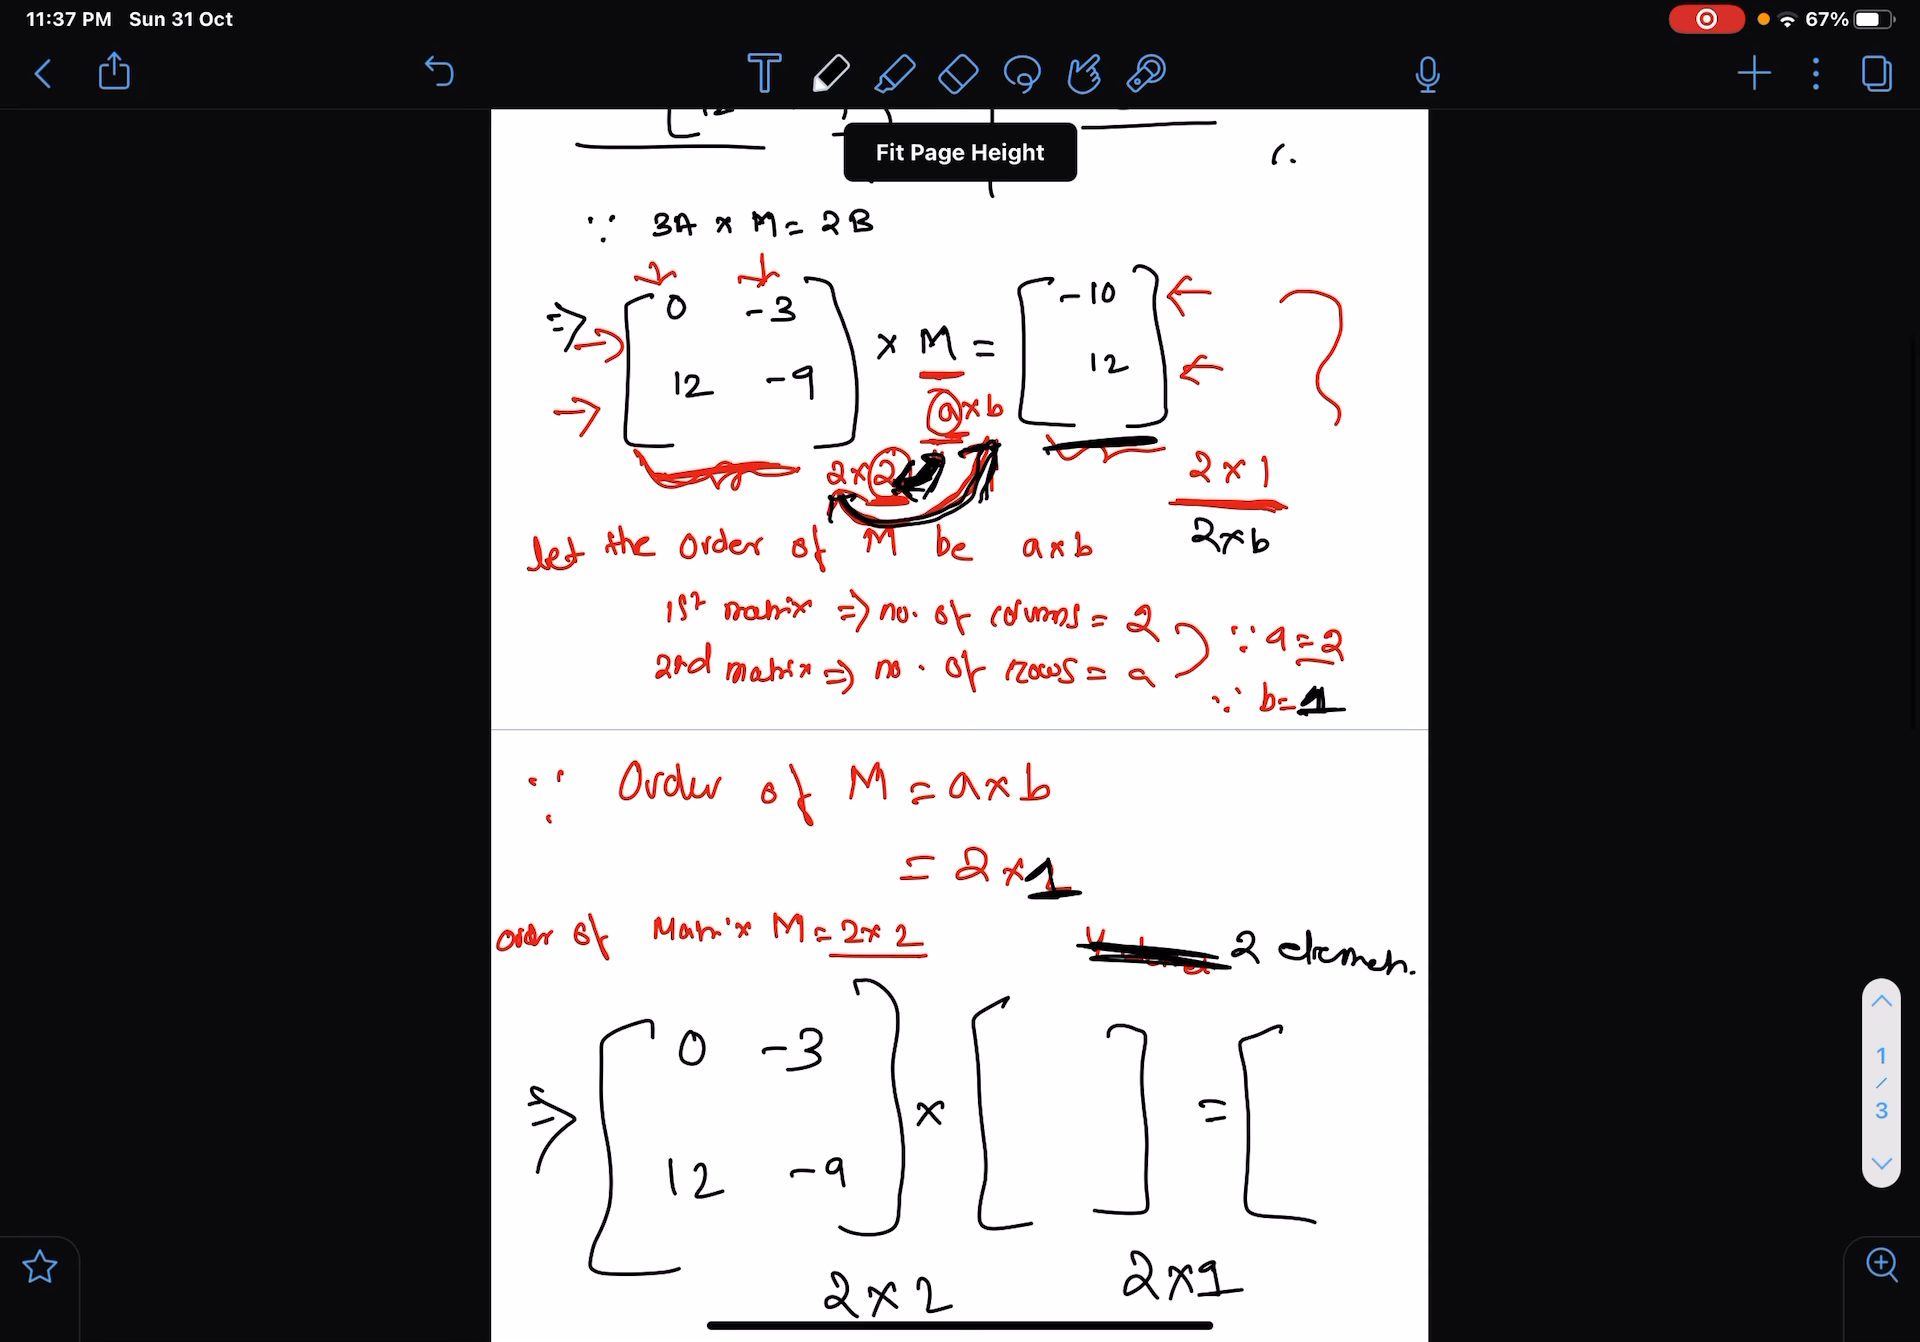 11:37 PM Sun 31 Oct
67%
Fit Page Height
∵ 3A × M = 2B
⇒ [0 -3
12 -9] × M = [-10
12]
a×b
2×2
2×1
2×b
let the order of M be a×b
1st matrix ⇒ no. of columns = 2
2nd matrix ⇒ no. of rows = a
∵ a=2
∵ b=1
∵ Order of M = a×b
= 2×1
order of Matrix M = 2×2
2
⇒ [0 -3
12 -9] × [ ] = [
2×2
2×1
1
/
3